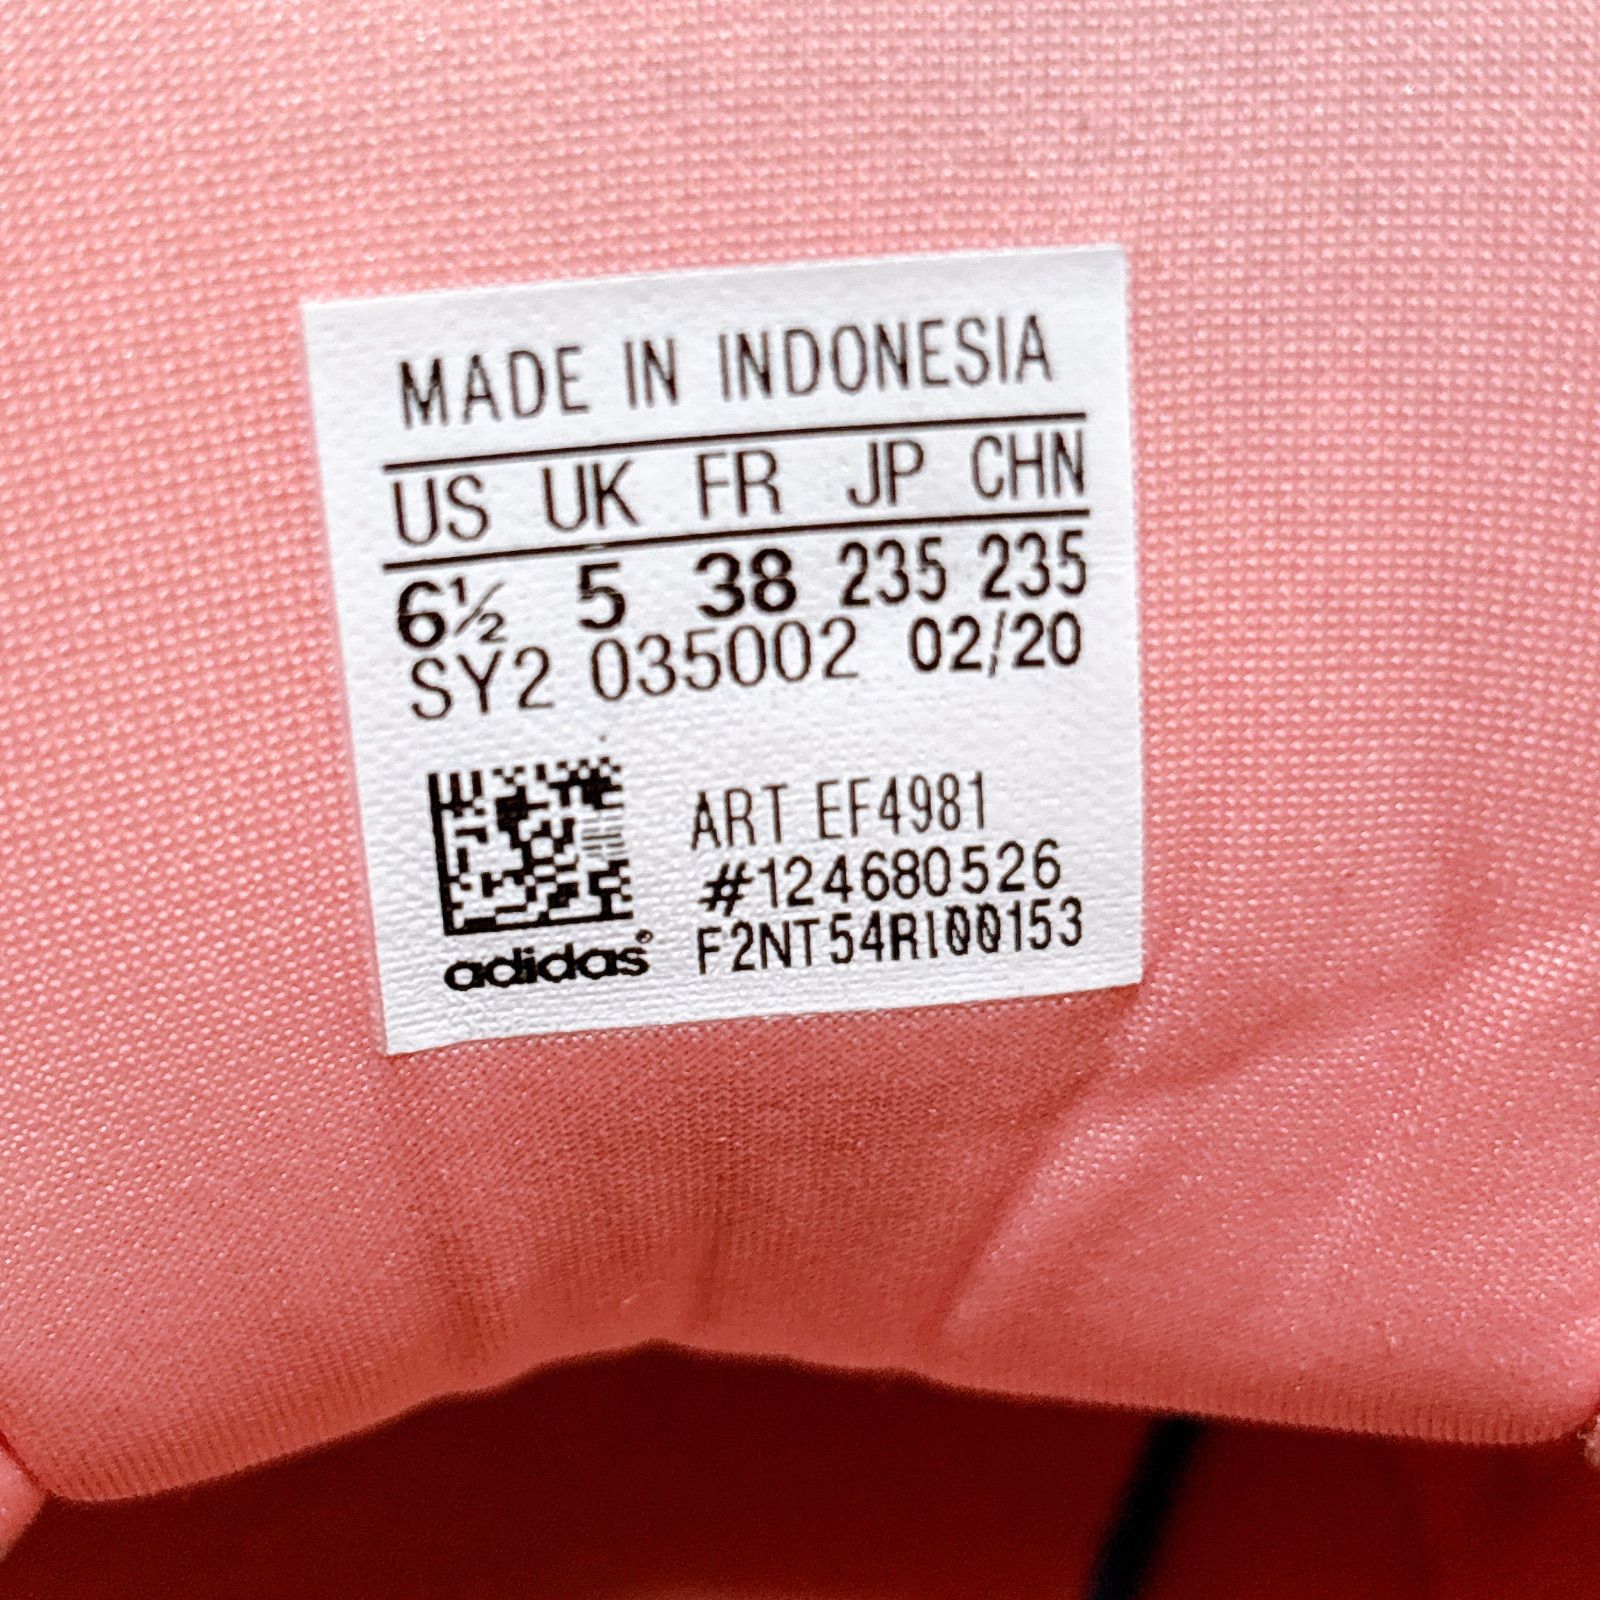 MADE IN INDONESIA
US UK FR JP CHN
6½ 5 38 235 235
SY2 035002 02/20
ART EF4981
#124680526
F2NT54RI00153
adidas®